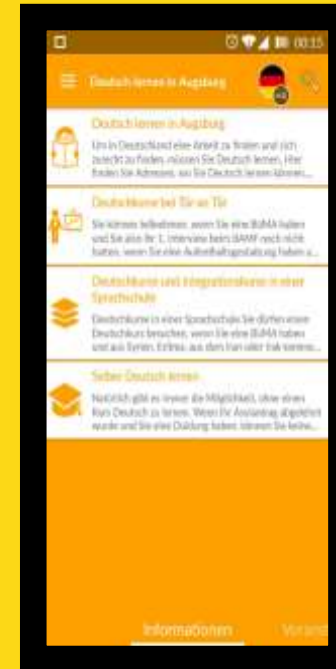 00:15
Deutsch lernen in Augsburg
Deutsch lernen in Augsburg
Um in Deutschland eine Arbeit zu finden und sich
zurecht zu finden, müssen Sie Deutsch lernen. Hier
finden Sie Adressen, wo Sie Deutsch lernen können...
Deutschkurse bei Tür an Tür
Sie können teilnehmen, wenn Sie eine BÜMA haben
und Sie also Ihr 1. Interview beim BAMF noch nicht
hatten, wenn Sie eine Aufenthaltsgestattung haben u...
Deutschkurse und Integrationskurse in einer
Sprachschule
Deutschkurse in einer Sprachschule Sie dürfen einen
Deutschkurs besuchen, wenn Sie eine BÜMA haben
und aus Syrien, Eritrea, aus dem Iran oder Irak komme...
Selber Deutsch lernen
Natürlich gibt es immer die Möglichkeit, ohne einen
Kurs Deutsch zu lernen. Wenn Ihr Asylantrag abgelehnt
wurde und Sie eine Duldung haben, können Sie keine...
Informationen